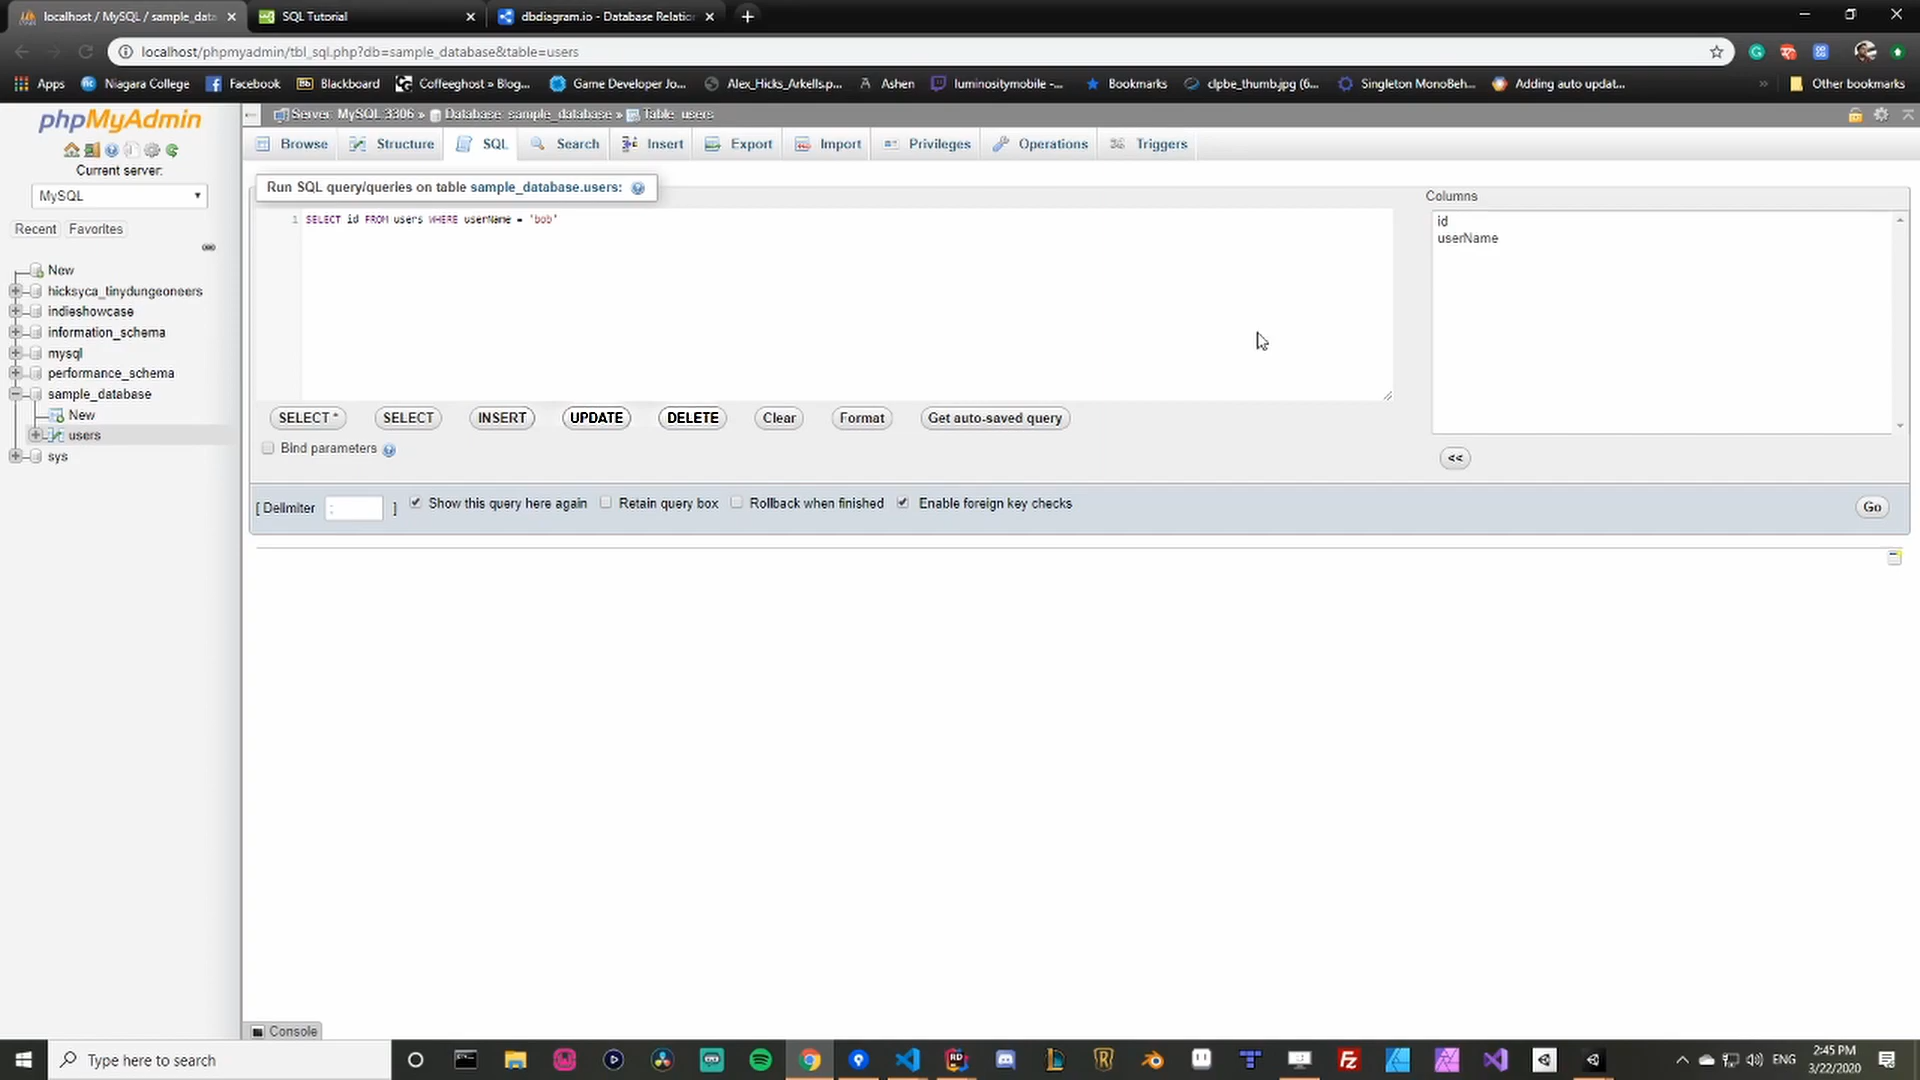 localhost / MySQL / sample_data
SQL Tutorial
dbdiagram.io - Database Relatio
localhost/phpmyadmin/tbl_sql.php?db=sample_database&table=users
Apps
nc Niagara College
Facebook
Bb Blackboard
Coffeeghost » Blog...
Game Developer Jo...
Alex_Hicks_Arkells.p...
Ashen
luminositymobile -...
Bookmarks
clpbe_thumb.jpg (6...
Singleton MonoBeh...
Adding auto updat...
»
Other bookmarks
phpMyAdmin
Current server:
MySQL
Recent
Favorites
New
hicksyca_tinydungeoneers
indieshowcase
information_schema
mysql
performance_schema
sample_database
New
users
sys
Server: MySQL 3306 » Database: sample_database » Table: users
Browse
Structure
SQL
Search
Insert
Export
Import
Privileges
Operations
Triggers
Run SQL query/queries on table sample_database.users:
1 SELECT id FROM users WHERE userName = 'bob'
Columns
id
userName
SELECT *
SELECT
INSERT
UPDATE
DELETE
Clear
Format
Get auto-saved query
<<
Bind parameters
[ Delimiter ; ]
Show this query here again
Retain query box
Rollback when finished
Enable foreign key checks
Go
Console
Type here to search
RD
Fz
ENG
2:45 PM
3/22/2020